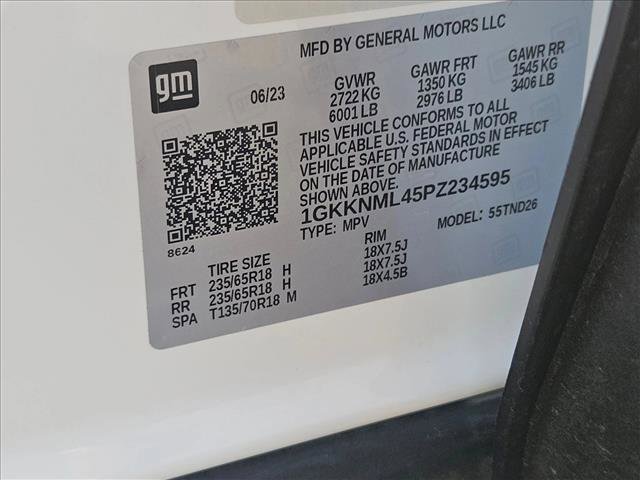 MFD BY GENERAL MOTORS LLC
gm
06/23
GVWR GAWR FRT GAWR RR
2722 KG 1350 KG 1545 KG
6001 LB 2976 LB 3406 LB
THIS VEHICLE CONFORMS TO ALL
APPLICABLE U.S. FEDERAL MOTOR
VEHICLE SAFETY STANDARDS IN EFFECT
ON THE DATE OF MANUFACTURE
SHOWN ABOVE.
1GKKNML45PZ234595
TYPE: MPV MODEL: 55TND26
8624
TIRE SIZE RIM
FRT 235/65R18 H 18X7.5J
RR 235/65R18 H 18X7.5J
SPA T135/70R18 M 18X4.5B